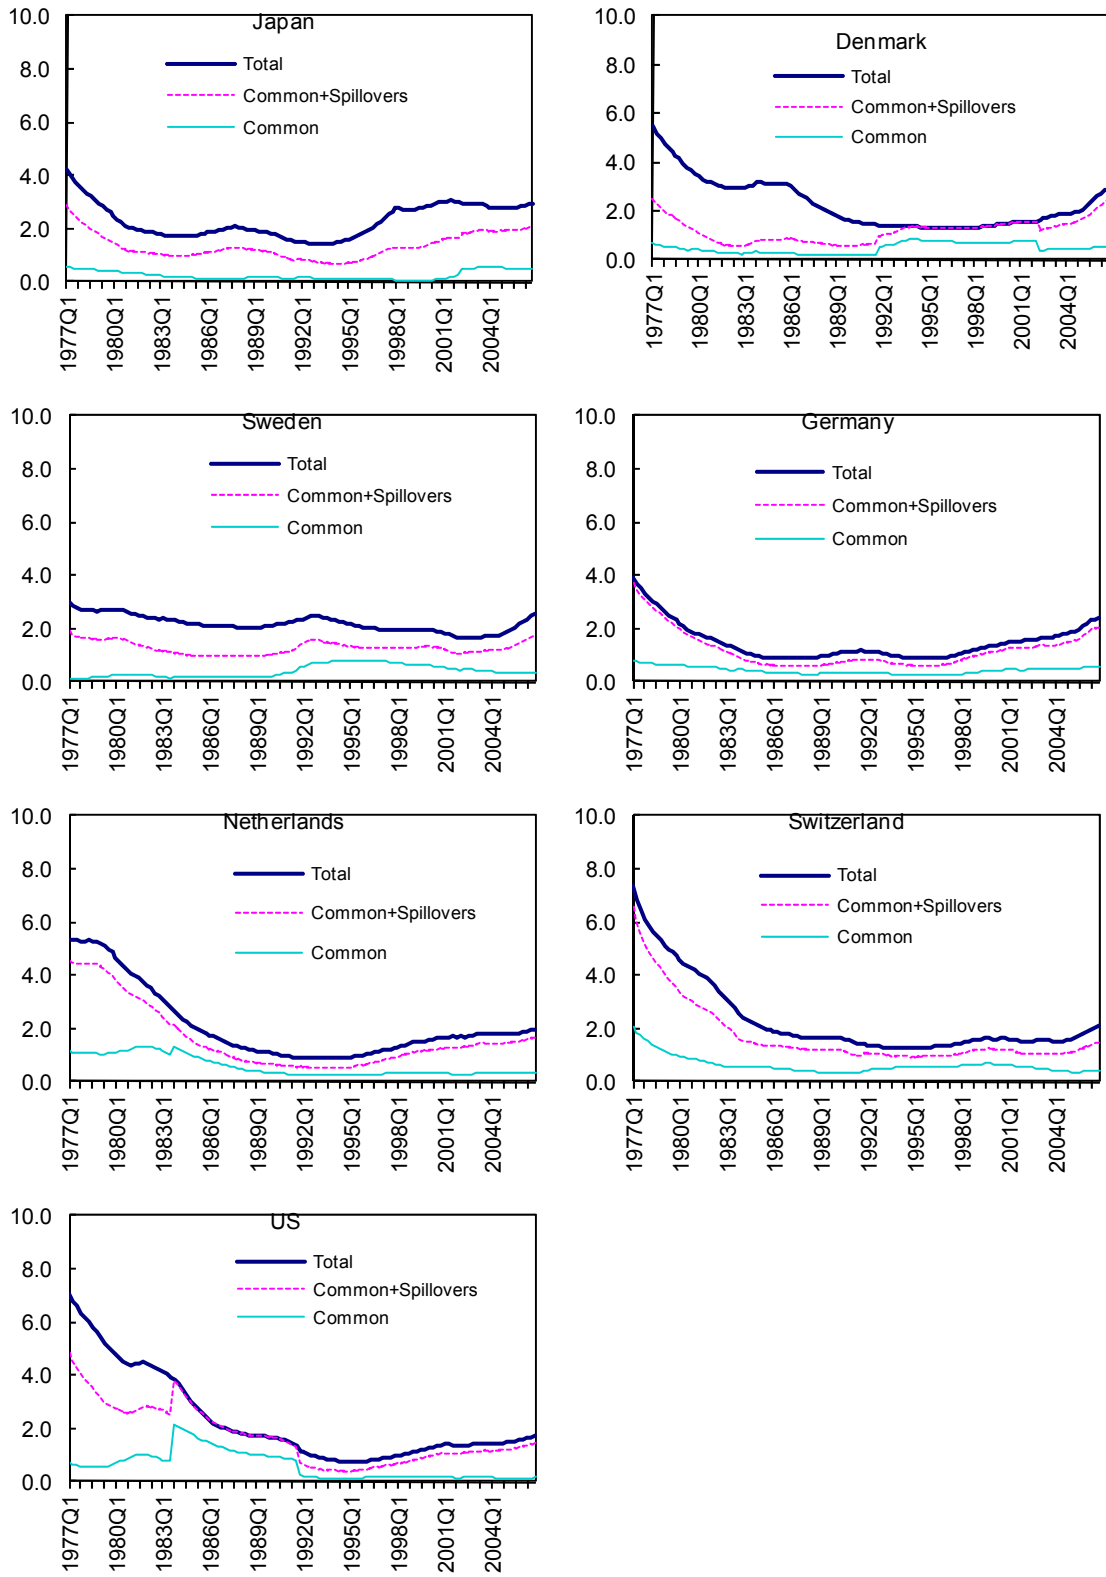 Japan
Total
Common+Spillovers
Common
10.0
8.0
6.0
4.0
2.0
0.0
1977Q1
1980Q1
1983Q1
1986Q1
1989Q1
1992Q1
1995Q1
1998Q1
2001Q1
2004Q1
Denmark
Total
Common+Spillovers
Common
10.0
8.0
6.0
4.0
2.0
0.0
1977Q1
1980Q1
1983Q1
1986Q1
1989Q1
1992Q1
1995Q1
1998Q1
2001Q1
2004Q1
Sweden
Total
Common+Spillovers
Common
10.0
8.0
6.0
4.0
2.0
0.0
1977Q1
1980Q1
1983Q1
1986Q1
1989Q1
1992Q1
1995Q1
1998Q1
2001Q1
2004Q1
Germany
Total
Common+Spillovers
Common
10.0
8.0
6.0
4.0
2.0
0.0
1977Q1
1980Q1
1983Q1
1986Q1
1989Q1
1992Q1
1995Q1
1998Q1
2001Q1
2004Q1
Netherlands
Total
Common+Spillovers
Common
10.0
8.0
6.0
4.0
2.0
0.0
1977Q1
1980Q1
1983Q1
1986Q1
1989Q1
1992Q1
1995Q1
1998Q1
2001Q1
2004Q1
Switzerland
Total
Common+Spillovers
Common
10.0
8.0
6.0
4.0
2.0
0.0
1977Q1
1980Q1
1983Q1
1986Q1
1989Q1
1992Q1
1995Q1
1998Q1
2001Q1
2004Q1
US
Total
Common+Spillovers
Common
10.0
8.0
6.0
4.0
2.0
0.0
1977Q1
1980Q1
1983Q1
1986Q1
1989Q1
1992Q1
1995Q1
1998Q1
2001Q1
2004Q1